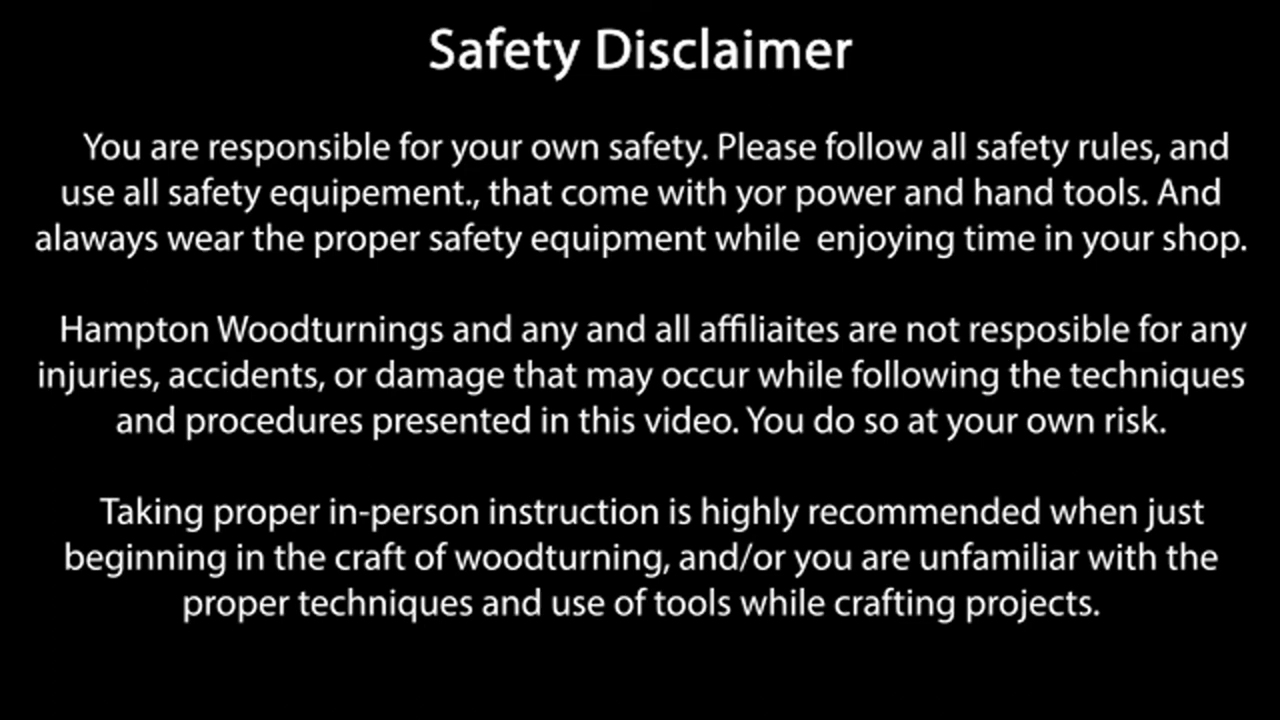 Safety Disclaimer
You are responsible for your own safety. Please follow all safety rules, and
use all safety equipement., that come with yor power and hand tools. And
alaways wear the proper safety equipment while  enjoying time in your shop.
Hampton Woodturnings and any and all affiliaites are not resposible for any
injuries, accidents, or damage that may occur while following the techniques
and procedures presented in this video. You do so at your own risk.
Taking proper in-person instruction is highly recommended when just
beginning in the craft of woodturning, and/or you are unfamiliar with the
proper techniques and use of tools while crafting projects.